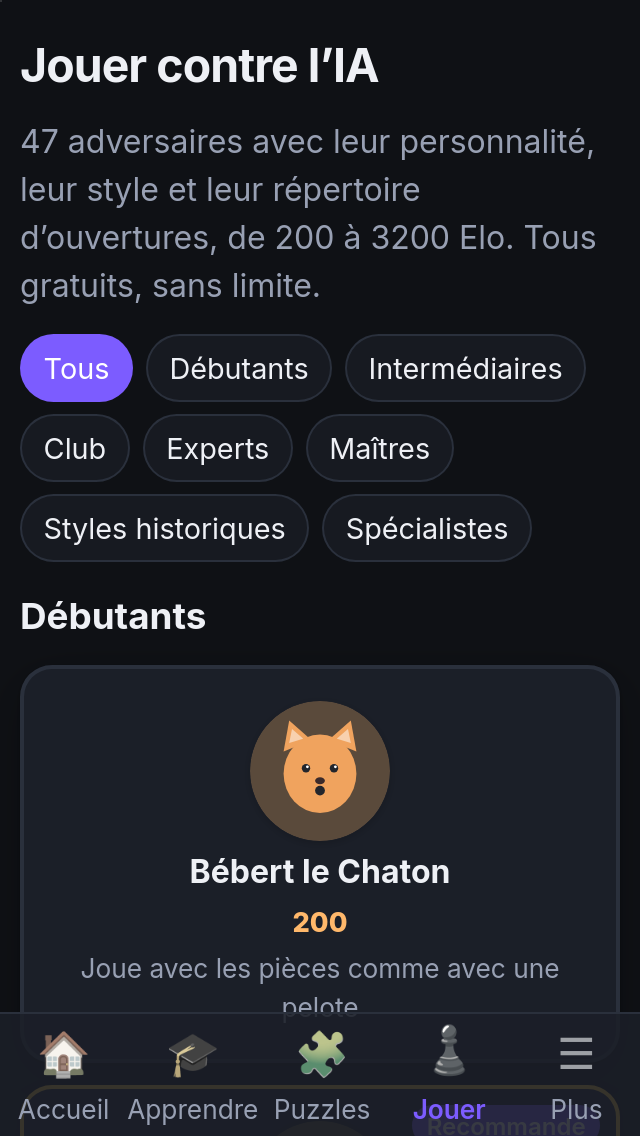 Jouer contre l’IA
47 adversaires avec leur personnalité,
leur style et leur répertoire
d’ouvertures, de 200 à 3200 Elo. Tous
gratuits, sans limite.
Tous
Débutants
Intermédiaires
Club
Experts
Maîtres
Styles historiques
Spécialistes
Débutants
Bébert le Chaton
200
Joue avec les pièces comme avec une
pelote
Accueil
Apprendre
Puzzles
Jouer
Plus
Recommandé